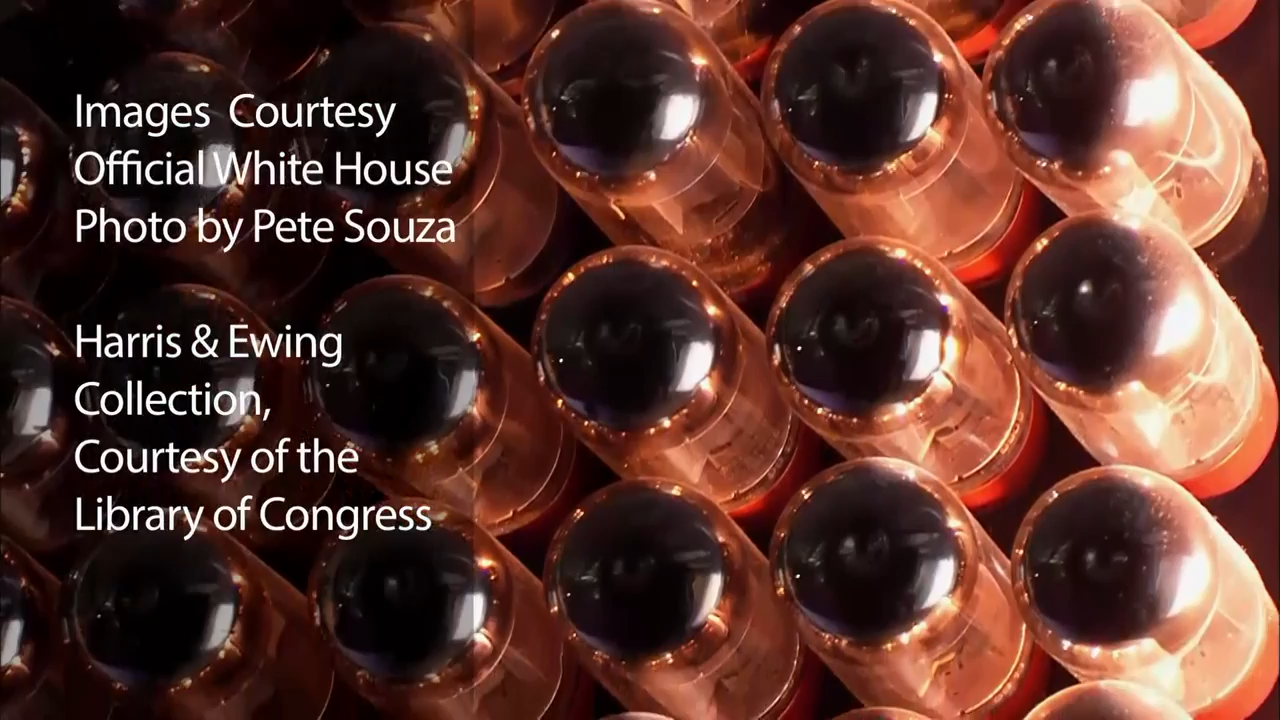 Images  Courtesy
Official White House
Photo by Pete Souza
Harris & Ewing
Collection,
Courtesy of the
Library of Congress